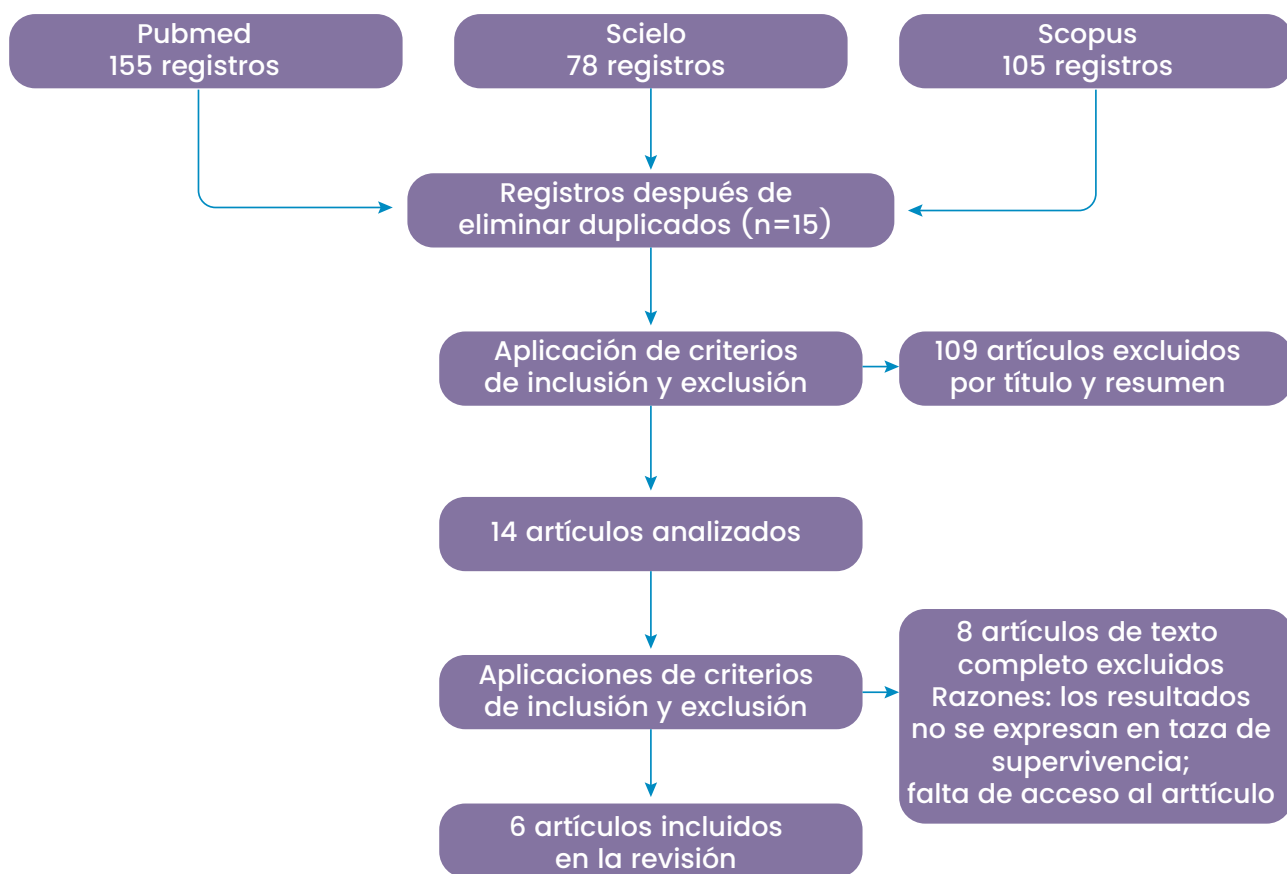 Pubmed
155 registros
Scielo
78 registros
Scopus
105 registros
Registros después de
eliminar duplicados (n=15)
Aplicación de criterios
de inclusión y exclusión
109 artículos excluidos
por título y resumen
14 artículos analizados
Aplicaciones de criterios
de inclusión y exclusión
8 artículos de texto
completo excluidos
Razones: los resultados
no se expresan en taza de
supervivencia;
falta de acceso al arttículo
6 artículos incluidos
en la revisión